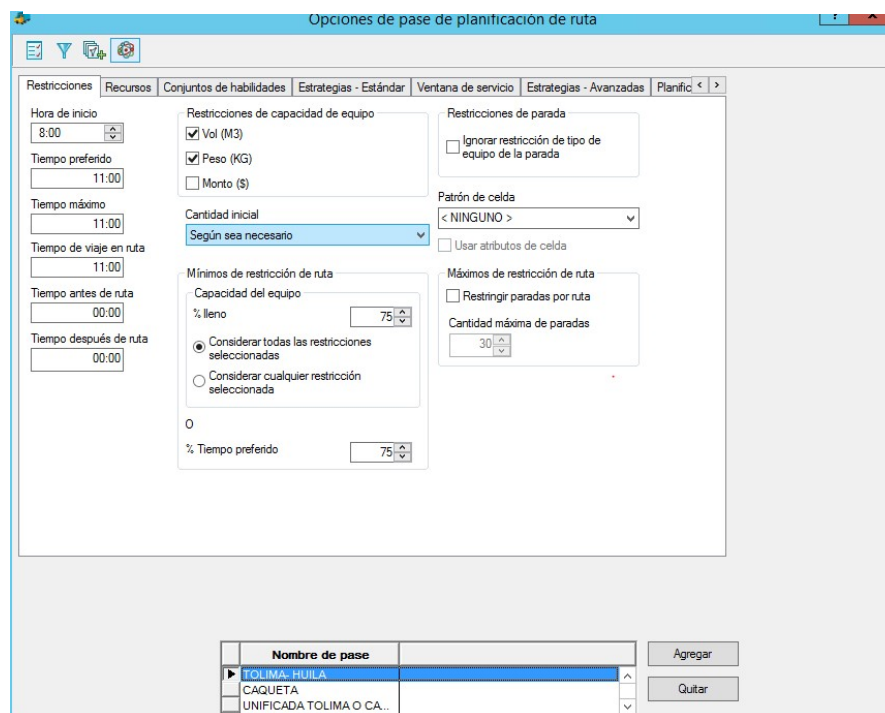 Opciones de pase de planificación de ruta
? x
Restricciones Recursos Conjuntos de habilidades Estrategias - Estándar Ventana de servicio Estrategias - Avanzadas Planific < >
Hora de inicio
8:00
Tiempo preferido
11:00
Tiempo máximo
11:00
Tiempo de viaje en ruta
11:00
Tiempo antes de ruta
00:00
Tiempo después de ruta
00:00
Restricciones de capacidad de equipo
Vol (M3)
Peso (KG)
Monto ($)
Cantidad inicial
Según sea necesario
Mínimos de restricción de ruta
Capacidad del equipo
% lleno
75
Considerar todas las restricciones
seleccionadas
Considerar cualquier restricción
seleccionada
O
% Tiempo preferido
75
Restricciones de parada
Ignorar restricción de tipo de
equipo de la parada
Patrón de celda
< NINGUNO >
Usar atributos de celda
Máximos de restricción de ruta
Restringir paradas por ruta
Cantidad máxima de paradas
30
Nombre de pase
TOLIMA- HUILA
CAQUETA
UNIFICADA TOLIMA O CA...
Agregar
Quitar